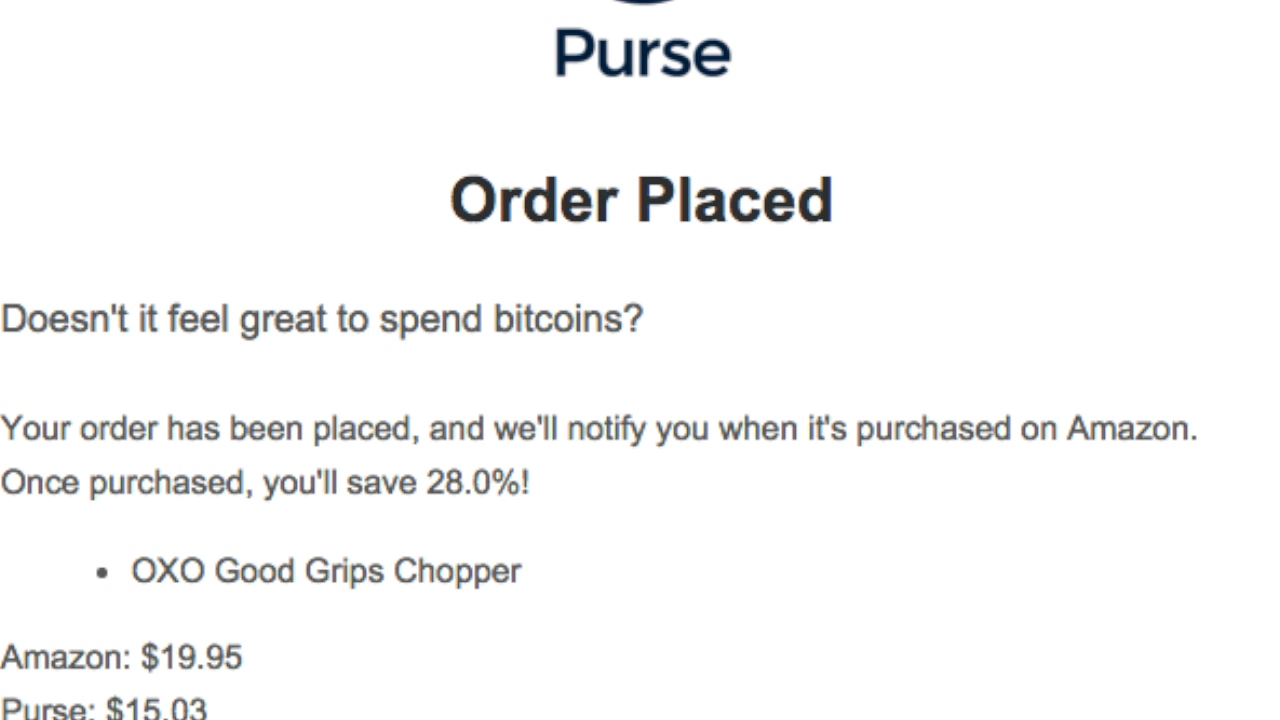 Purse
Order Placed
Doesn't it feel great to spend bitcoins?
Your order has been placed, and we'll notify you when it's purchased on Amazon.
Once purchased, you'll save 28.0%!
• OXO Good Grips Chopper
Amazon: $19.95
Purse: $15.03